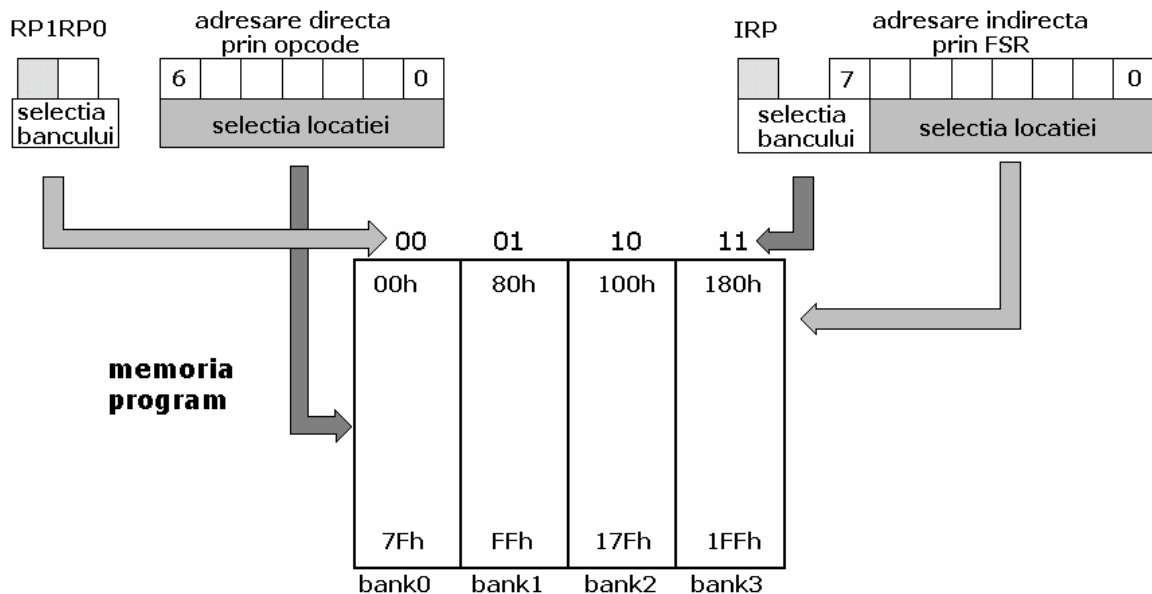 RP1RP0
adresare directa
prin opcode
6 0
selectia
bancului
selectia locatiei
IRP
adresare indirecta
prin FSR
7 0
selectia
bancului
selectia locatiei
00 01 10 11
00h 80h 100h 180h
memoria
program
7Fh FFh 17Fh 1FFh
bank0 bank1 bank2 bank3